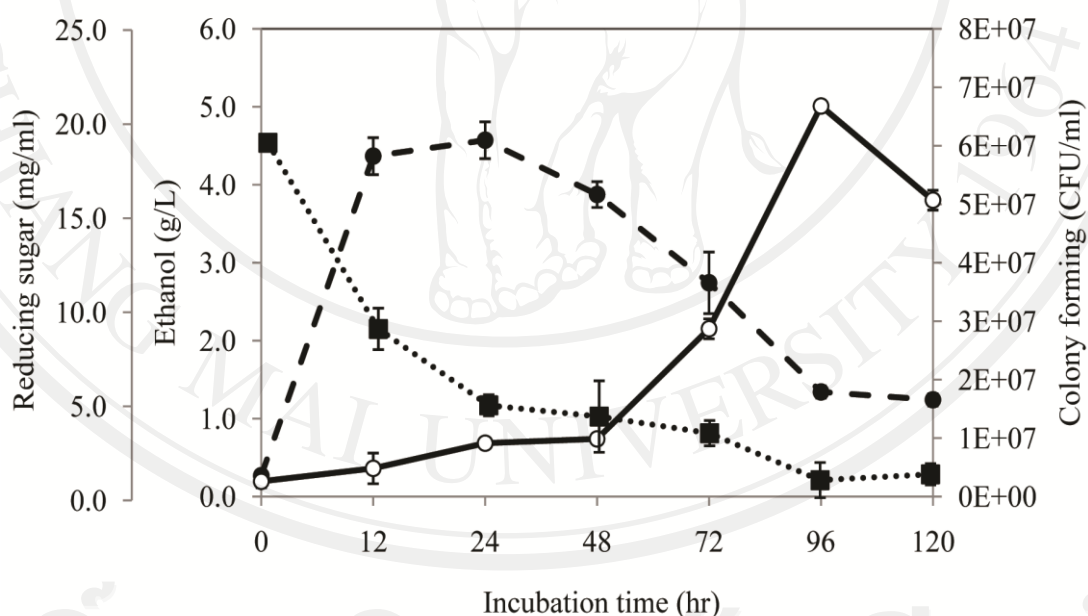 25.0
20.0
15.0
10.0
5.0
0.0
Reducing sugar (mg/ml)
6.0
5.0
4.0
3.0
2.0
1.0
0.0
Ethanol (g/L)
8E+07
7E+07
6E+07
5E+07
4E+07
3E+07
2E+07
1E+07
0E+00
Colony forming (CFU/ml)
0 12 24 48 72 96 120
Incubation time (hr)
MAI UNIVERSITY 1964